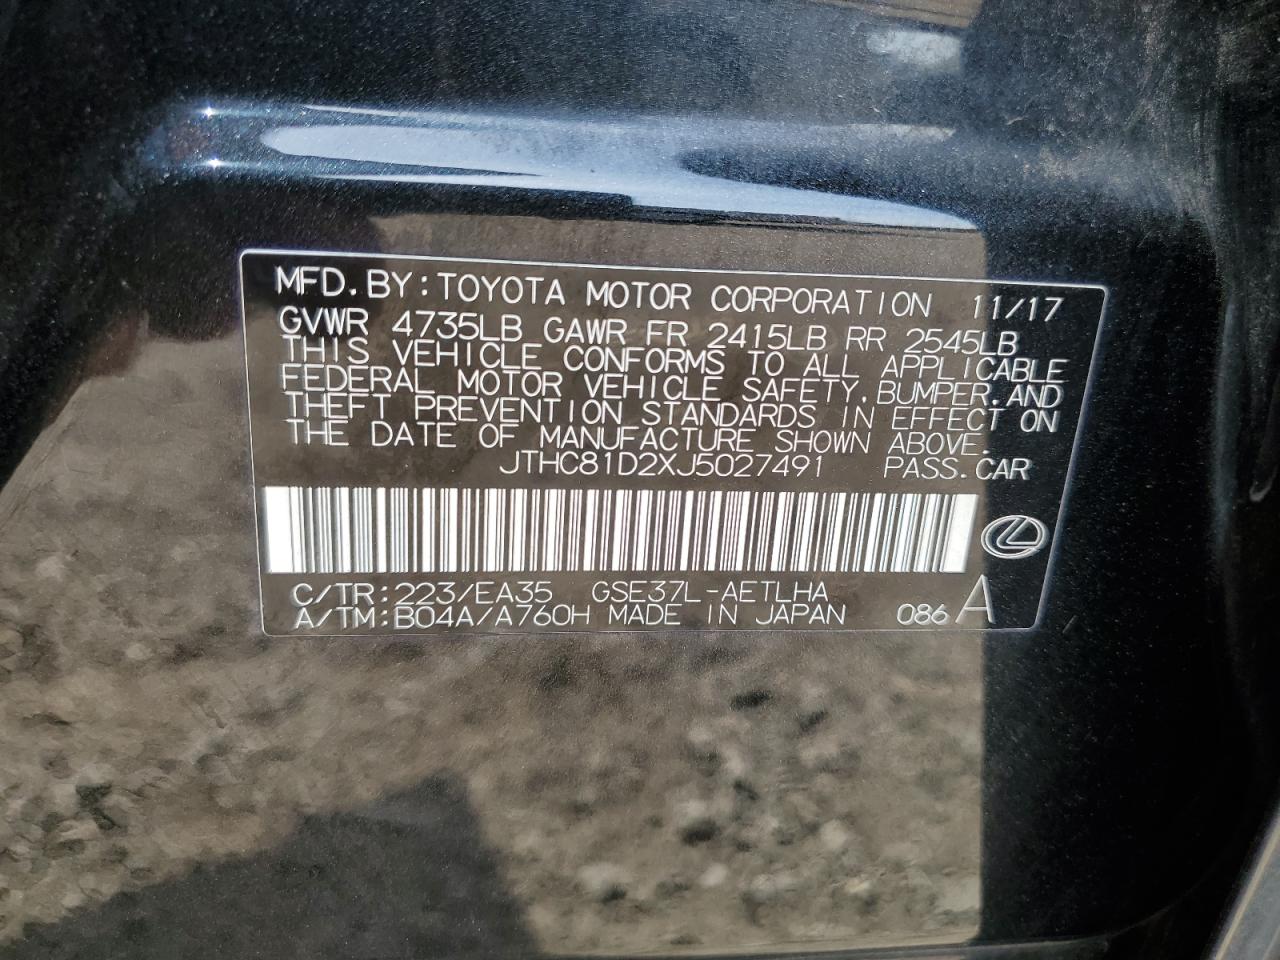 MFD.BY:TOYOTA MOTOR CORPORATION 11/17
GVWR 4735LB GAWR FR 2415LB RR 2545LB
THIS VEHICLE CONFORMS TO ALL APPLICABLE
FEDERAL MOTOR VEHICLE SAFETY,BUMPER,AND
THEFT PREVENTION STANDARDS IN EFFECT ON
THE DATE OF MANUFACTURE SHOWN ABOVE.
JTHC81D2XJ5027491 PASS.CAR
C/TR:223/EA35 GSE37L-AETLHA
A/TM:B04A/A760H MADE IN JAPAN 086 A